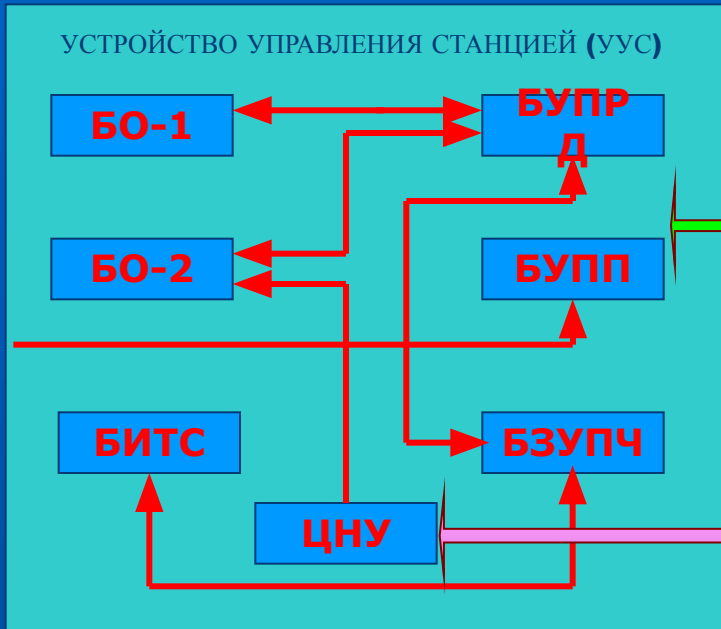 УСТРОЙСТВО УПРАВЛЕНИЯ СТАНЦИЕЙ (УУС)
БО-1
БУПР
Д
БО-2
БУПП
БИТС
БЗУПЧ
ЦНУ